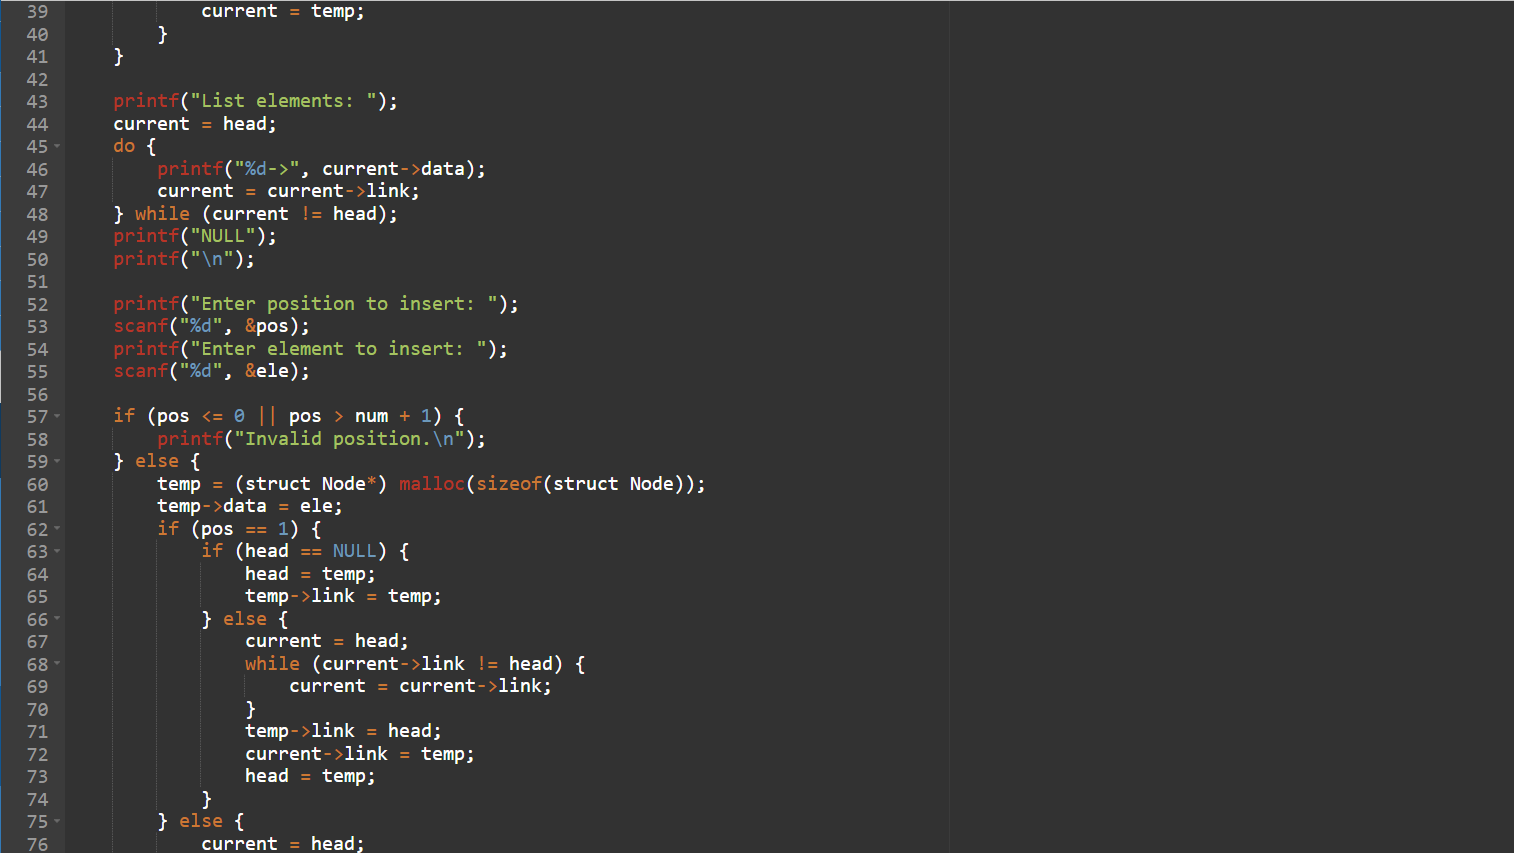 39 current = temp;
40 }
41 }
42
43 printf("List elements: ");
44 current = head;
45 do {
46 printf("%d->", current->data);
47 current = current->link;
48 } while (current != head);
49 printf("NULL");
50 printf("\n");
51
52 printf("Enter position to insert: ");
53 scanf("%d", &pos);
54 printf("Enter element to insert: ");
55 scanf("%d", &ele);
56
57 if (pos <= 0 || pos > num + 1) {
58 printf("Invalid position.\n");
59 } else {
60 temp = (struct Node*) malloc(sizeof(struct Node));
61 temp->data = ele;
62 if (pos == 1) {
63 if (head == NULL) {
64 head = temp;
65 temp->link = temp;
66 } else {
67 current = head;
68 while (current->link != head) {
69 current = current->link;
70 }
71 temp->link = head;
72 current->link = temp;
73 head = temp;
74 }
75 } else {
76 current = head;